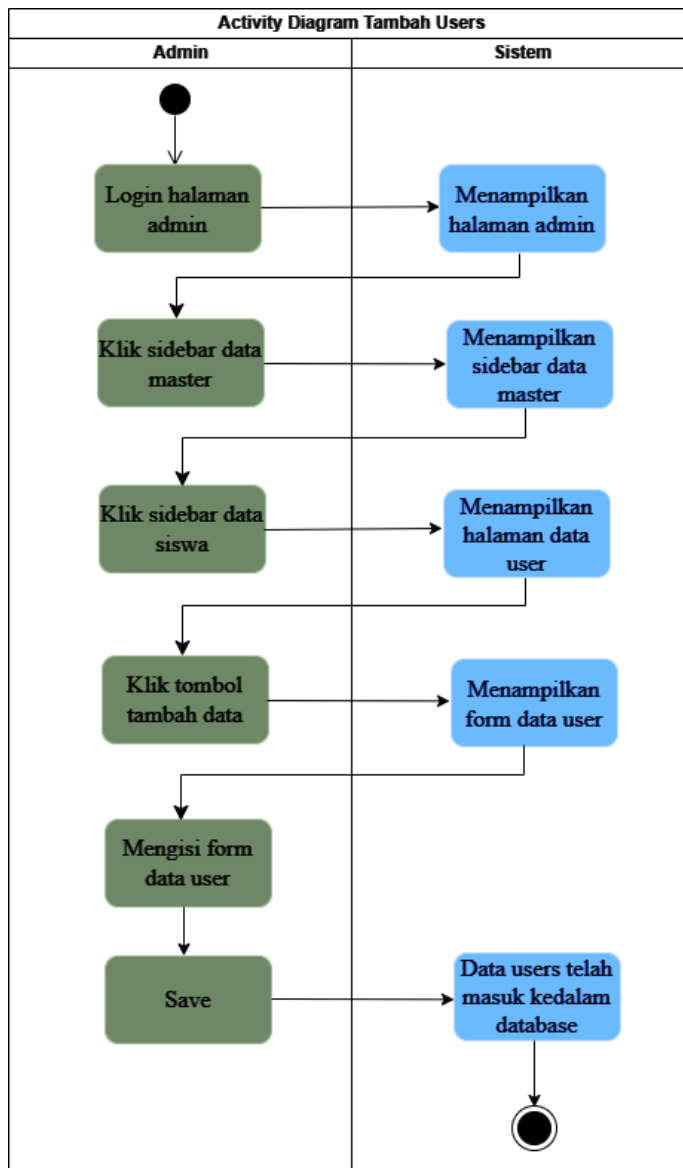 Activity Diagram Tambah Users
Admin
Sistem
Login halaman
admin
Menampilkan
halaman admin
Klik sidebar data
master
Menampilkan
sidebar data
master
Klik sidebar data
siswa
Menampilkan
halaman data
user
Klik tombol
tambah data
Menampilkan
form data user
Mengisi form
data user
Save
Data users telah
masuk kedalam
database